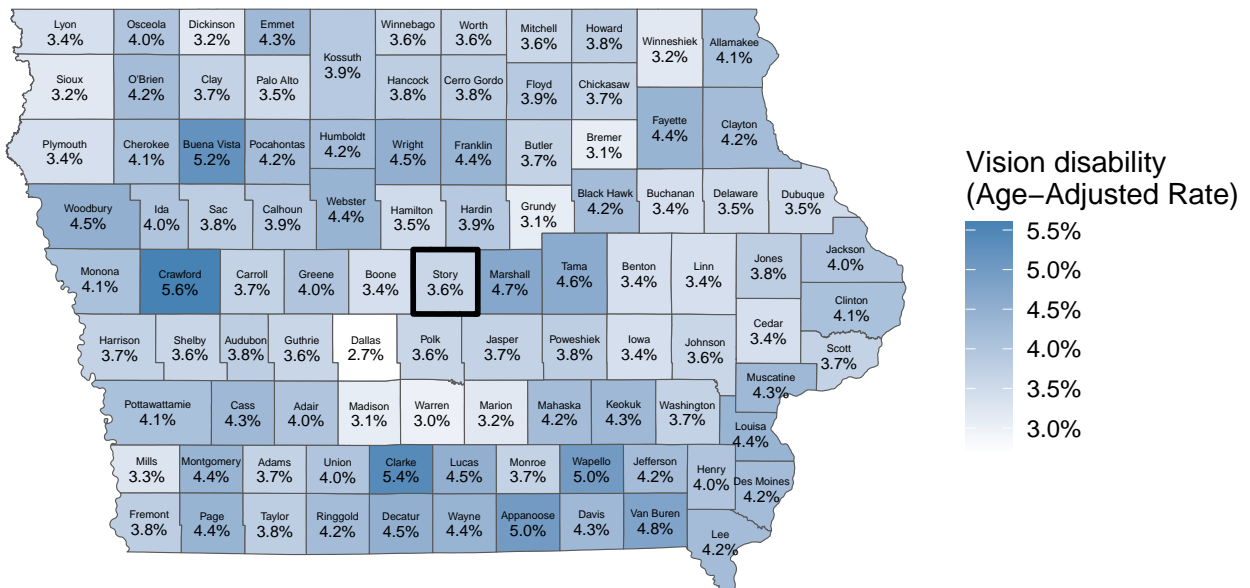 Lyon
3.4%
Osceola
4.0%
Dickinson
3.2%
Emmet
4.3%
Kossuth
3.9%
Winnebago
3.6%
Worth
3.6%
Mitchell
3.6%
Howard
3.8%
Winneshiek
3.2%
Allamakee
4.1%
Sioux
3.2%
O'Brien
4.2%
Clay
3.7%
Palo Alto
3.5%
Hancock
3.8%
Cerro Gordo
3.8%
Floyd
3.9%
Chickasaw
3.7%
Fayette
4.4%
Clayton
4.2%
Plymouth
3.4%
Cherokee
4.1%
Buena Vista
5.2%
Pocahontas
4.2%
Humboldt
4.2%
Wright
4.5%
Franklin
4.4%
Butler
3.7%
Bremer
3.1%
Woodbury
4.5%
Ida
4.0%
Sac
3.8%
Calhoun
3.9%
Webster
4.4%
Hamilton
3.5%
Hardin
3.9%
Grundy
3.1%
Black Hawk
4.2%
Buchanan
3.4%
Delaware
3.5%
Dubuque
3.5%
Monona
4.1%
Crawford
5.6%
Carroll
3.7%
Greene
4.0%
Boone
3.4%
Story
3.6%
Marshall
4.7%
Tama
4.6%
Benton
3.4%
Linn
3.4%
Jones
3.8%
Jackson
4.0%
Clinton
4.1%
Harrison
3.7%
Shelby
3.6%
Audubon
3.8%
Guthrie
3.6%
Dallas
2.7%
Polk
3.6%
Jasper
3.7%
Poweshiek
3.8%
Iowa
3.4%
Johnson
3.6%
Cedar
3.4%
Scott
3.7%
Muscatine
4.3%
Pottawattamie
4.1%
Cass
4.3%
Adair
4.0%
Madison
3.1%
Warren
3.0%
Marion
3.2%
Mahaska
4.2%
Keokuk
4.3%
Washington
3.7%
Louisa
4.4%
Mills
3.3%
Montgomery
4.4%
Adams
3.7%
Union
4.0%
Clarke
5.4%
Lucas
4.5%
Monroe
3.7%
Wapello
5.0%
Jefferson
4.2%
Henry
4.0%
Des Moines
4.2%
Fremont
3.8%
Page
4.4%
Taylor
3.8%
Ringgold
4.2%
Decatur
4.5%
Wayne
4.4%
Appanoose
5.0%
Davis
4.3%
Van Buren
4.8%
Lee
4.2%
Vision disability
(Age−Adjusted Rate)
5.5%
5.0%
4.5%
4.0%
3.5%
3.0%